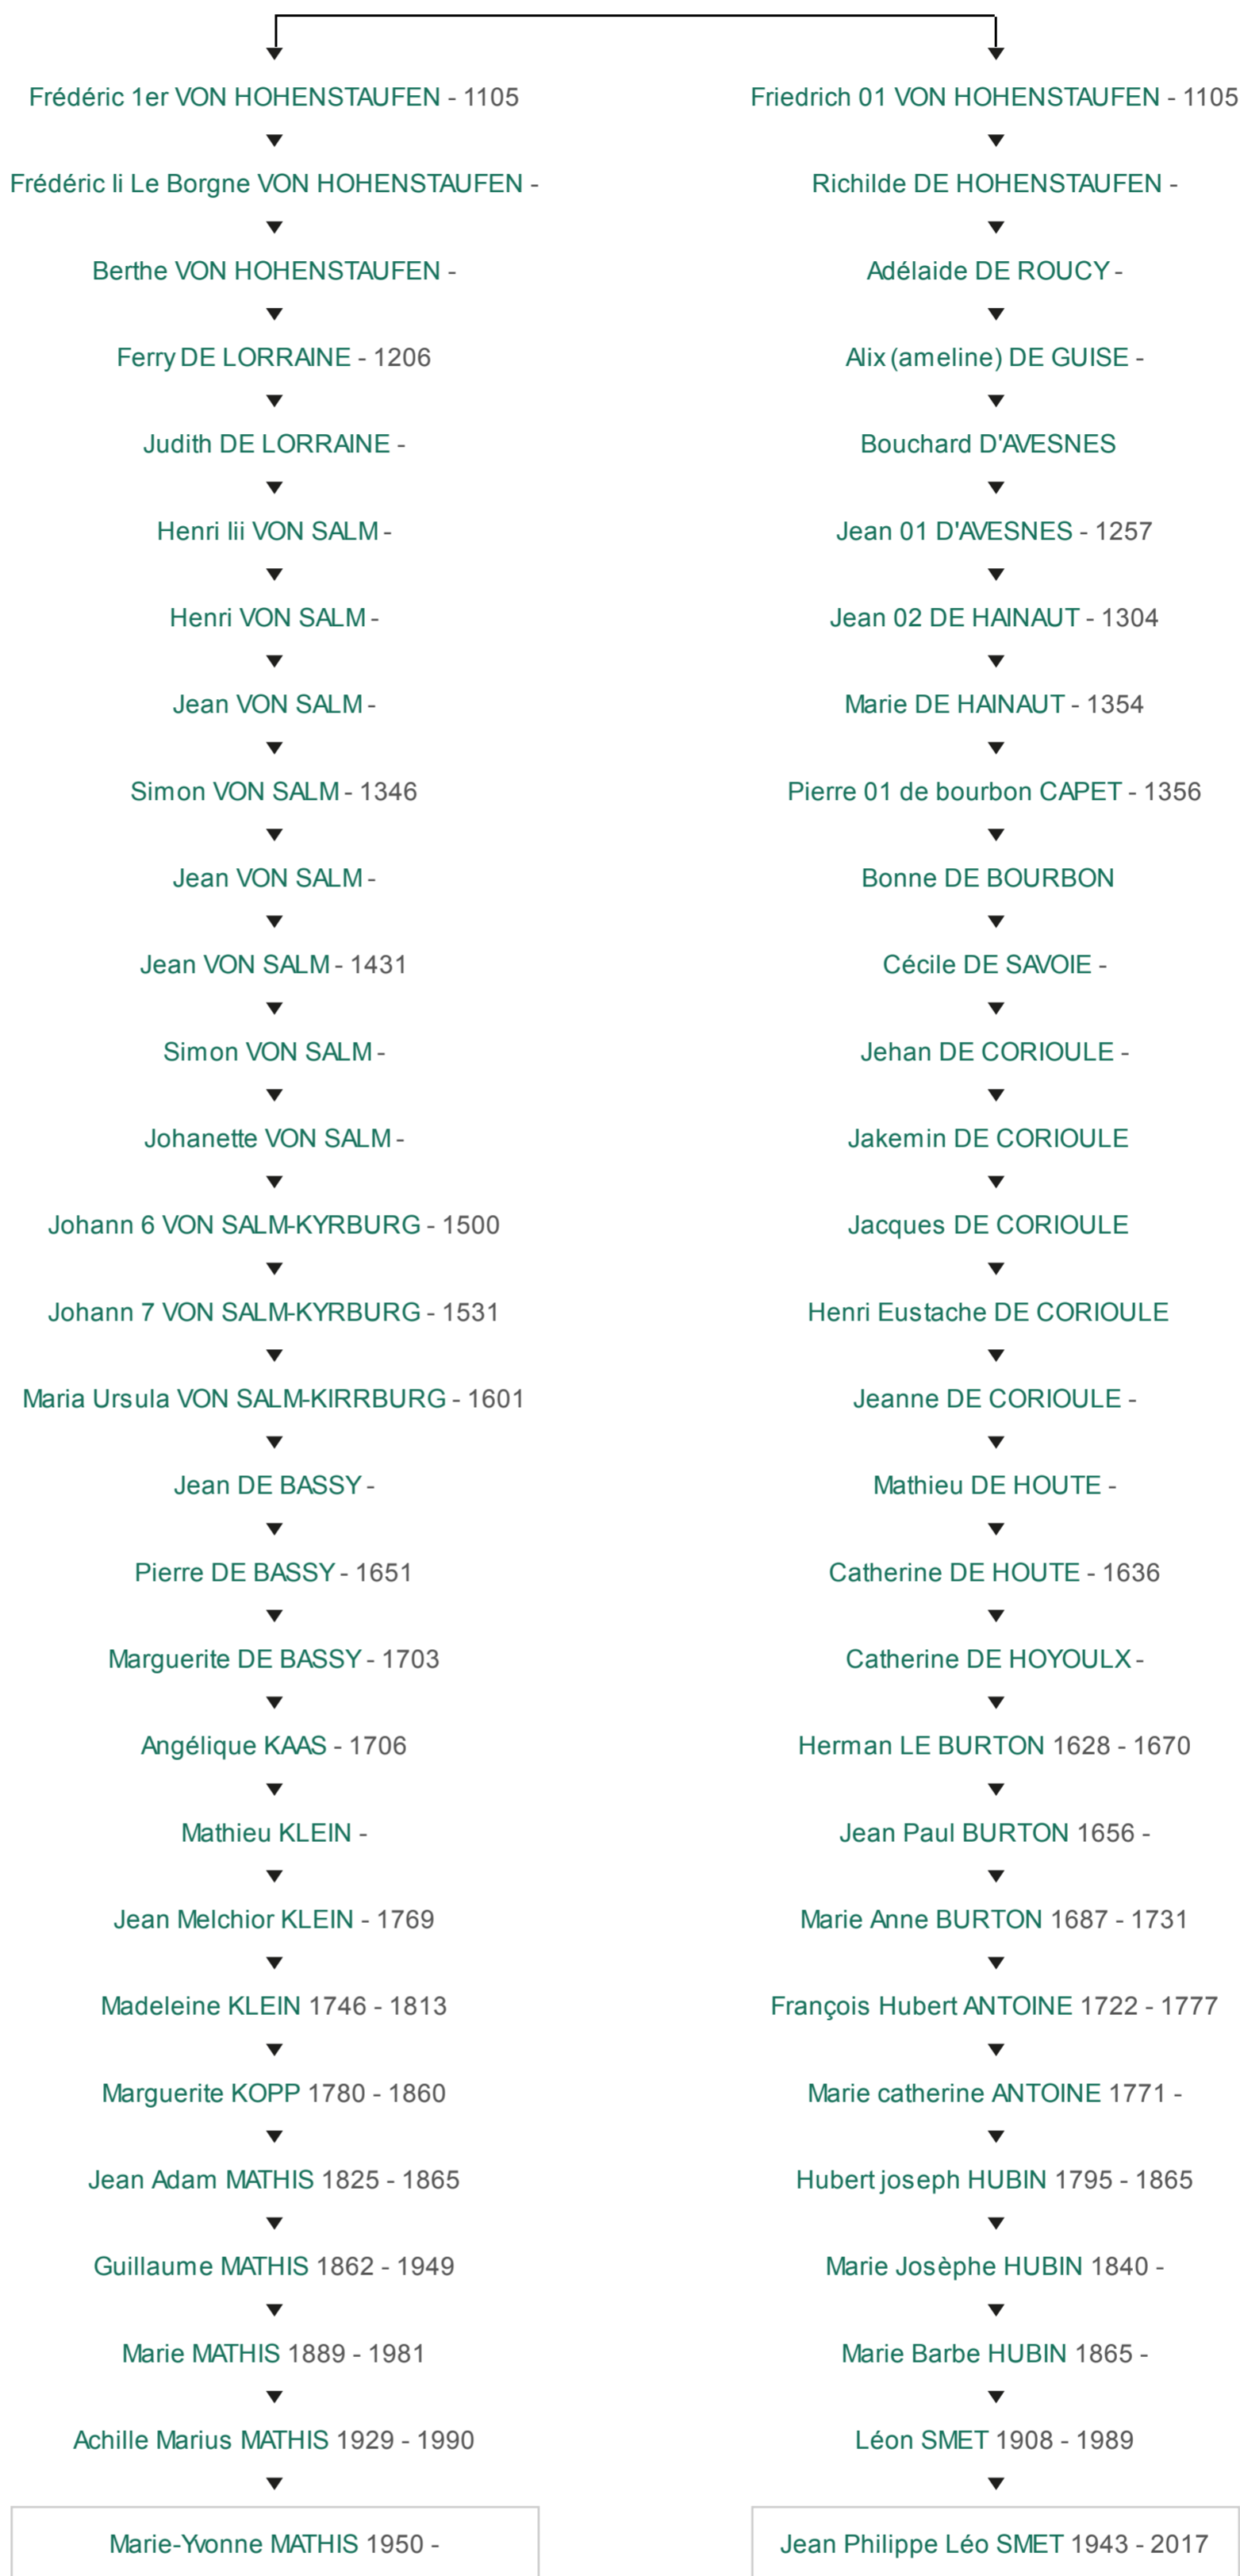 Frédéric 1er VON HOHENSTAUFEN - 1105
Friedrich 01 VON HOHENSTAUFEN - 1105
Frédéric Ii Le Borgne VON HOHENSTAUFEN -
Richilde DE HOHENSTAUFEN -
Berthe VON HOHENSTAUFEN -
Adélaide DE ROUCY -
Ferry DE LORRAINE - 1206
Alix (ameline) DE GUISE -
Judith DE LORRAINE -
Bouchard D'AVESNES
Henri Iii VON SALM -
Jean 01 D'AVESNES - 1257
Henri VON SALM -
Jean 02 DE HAINAUT - 1304
Jean VON SALM -
Marie DE HAINAUT - 1354
Simon VON SALM - 1346
Pierre 01 de bourbon CAPET - 1356
Jean VON SALM -
Bonne DE BOURBON
Jean VON SALM - 1431
Cécile DE SAVOIE -
Simon VON SALM -
Jehan DE CORIOULE -
Johanette VON SALM -
Jakemin DE CORIOULE
Johann 6 VON SALM-KYRBURG - 1500
Jacques DE CORIOULE
Johann 7 VON SALM-KYRBURG - 1531
Henri Eustache DE CORIOULE
Maria Ursula VON SALM-KIRRBURG - 1601
Jeanne DE CORIOULE -
Jean DE BASSY -
Mathieu DE HOUTE -
Pierre DE BASSY - 1651
Catherine DE HOUTE - 1636
Marguerite DE BASSY - 1703
Catherine DE HOYOULX -
Angélique KAAS - 1706
Herman LE BURTON 1628 - 1670
Mathieu KLEIN -
Jean Paul BURTON 1656 -
Jean Melchior KLEIN - 1769
Marie Anne BURTON 1687 - 1731
Madeleine KLEIN 1746 - 1813
François Hubert ANTOINE 1722 - 1777
Marguerite KOPP 1780 - 1860
Marie catherine ANTOINE 1771 -
Jean Adam MATHIS 1825 - 1865
Hubert joseph HUBIN 1795 - 1865
Guillaume MATHIS 1862 - 1949
Marie Josèphe HUBIN 1840 -
Marie MATHIS 1889 - 1981
Marie Barbe HUBIN 1865 -
Achille Marius MATHIS 1929 - 1990
Léon SMET 1908 - 1989
Marie-Yvonne MATHIS 1950 -
Jean Philippe Léo SMET 1943 - 2017